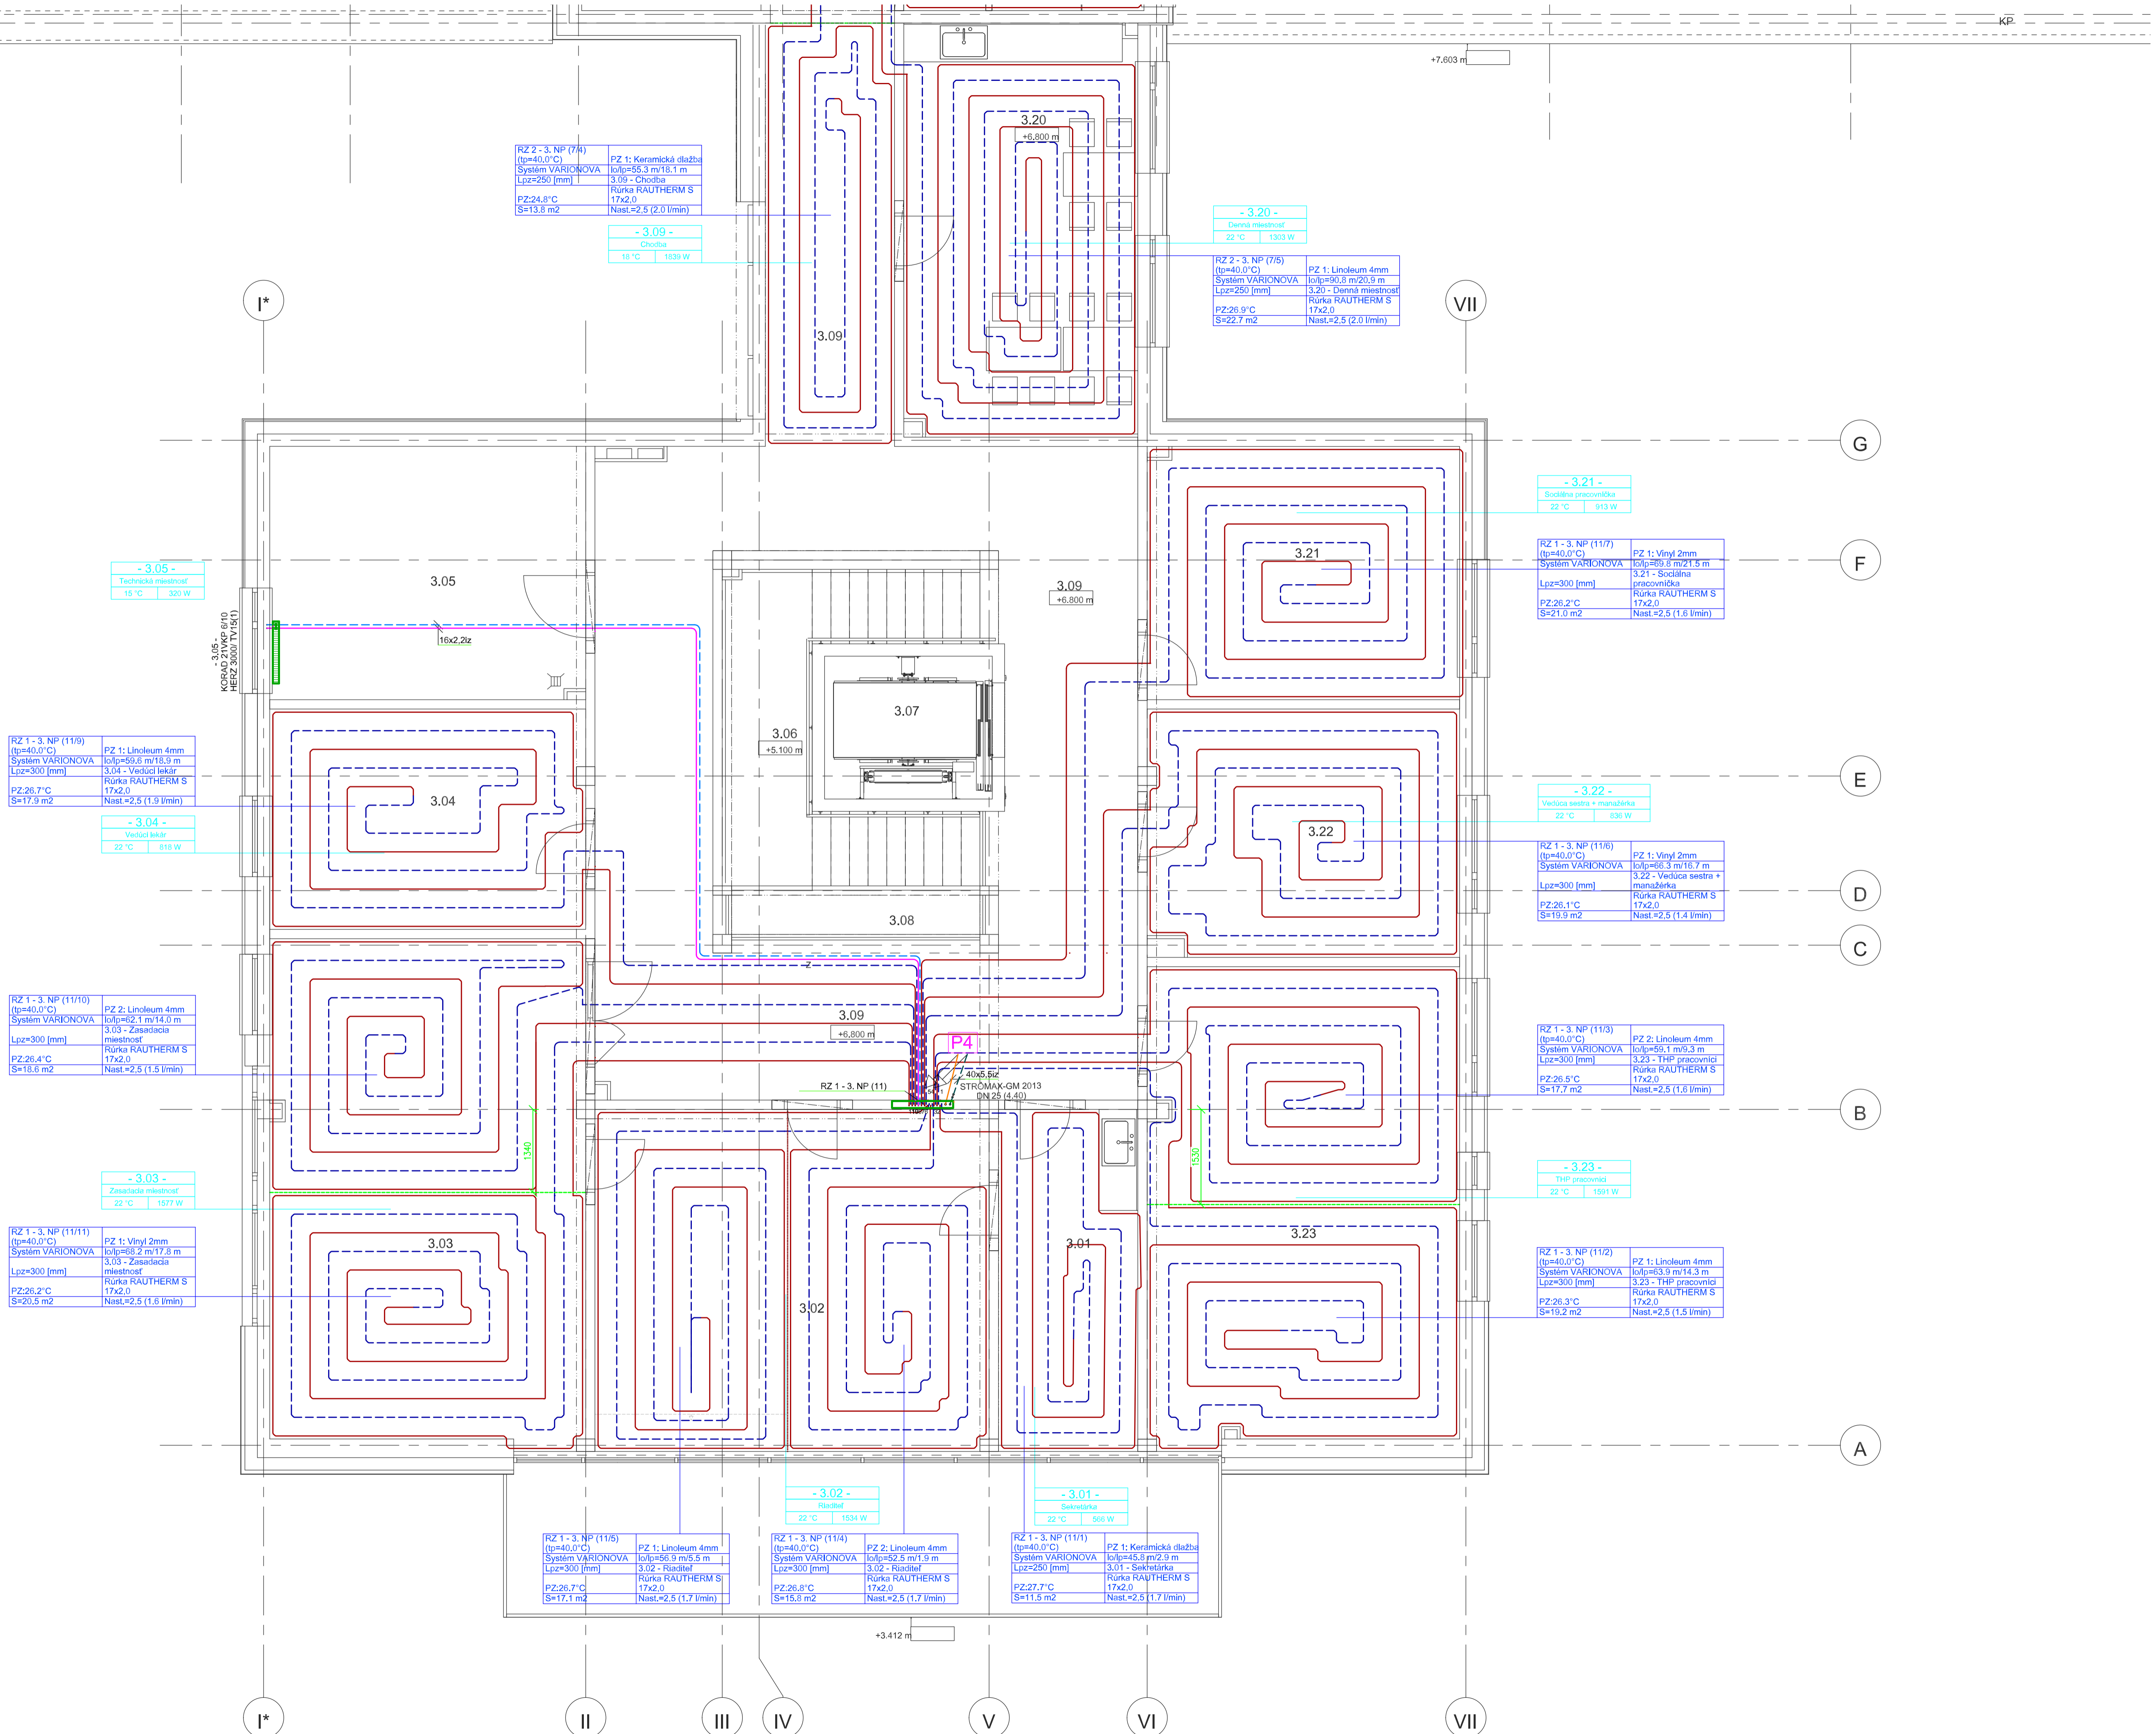 KP
+7.603 m
RZ 2 - 3. NP (7/4)
(tp=40.0°C) PZ 1: Keramická dlažba
Systém VARIONOVA lo/lp=55.3 m/18.1 m
Lpz=250 [mm] 3.09 - Chodba
Rúrka RAUTHERM S
PZ:24.8°C 17x2,0
S=13.8 m2 Nast.=2,5 (2.0 l/min)
- 3.09 -
Chodba
18 °C 1839 W
3.20
+6.800 m
- 3.20 -
Denná miestnosť
22 °C 1393 W
RZ 2 - 3. NP (7/5)
(tp=40.0°C) PZ 1: Linoleum 4mm
Systém VARIONOVA lo/lp=90.8 m/20.9 m
Lpz=250 [mm] 3.20 - Denná miestnosť
Rúrka RAUTHERM S
PZ:26.9°C 17x2,0
S=22.7 m2 Nast.=2,5 (2.0 l/min)
I*
VII
3.09
G
- 3.21 -
Sociálna pracovníčka
22 °C 913 W
RZ 1 - 3. NP (11/7)
(tp=40.0°C) PZ 1: Vinyl 2mm
Systém VARIONOVA lo/lp=69.8 m/21.5 m
3.21 - Sociálna
Lpz=300 [mm] pracovníčka
Rúrka RAUTHERM S
PZ:26.2°C 17x2,0
S=21.0 m2 Nast.=2,5 (1.6 l/min)
3.21
F
- 3.05 -
Technická miestnosť
15 °C 320 W
3.05
3.09
+6.800 m
- 3.05 -
KORAD 21VKP 6/10
HERZ 3000/ TV15(1)
16x2,2iz
3.07
3.06
+5.100 m
RZ 1 - 3. NP (11/9)
(tp=40.0°C) PZ 1: Linoleum 4mm
Systém VARIONOVA lo/lp=59.6 m/18.9 m
Lpz=300 [mm] 3.04 - Vedúci lekár
Rúrka RAUTHERM S
PZ:26.7°C 17x2,0
S=17.9 m2 Nast.=2,5 (1.9 l/min)
3.04
- 3.04 -
Vedúci lekár
22 °C 818 W
E
- 3.22 -
Vedúca sestra + manažérka
22 °C 836 W
3.22
RZ 1 - 3. NP (11/6)
(tp=40.0°C) PZ 1: Vinyl 2mm
Systém VARIONOVA lo/lp=66.3 m/16.7 m
3.22 - Vedúca sestra +
Lpz=300 [mm] manažérka
Rúrka RAUTHERM S
PZ:26.1°C 17x2,0
S=19.9 m2 Nast.=2,5 (1.4 l/min)
D
3.08
C
Z
RZ 1 - 3. NP (11/10)
(tp=40.0°C) PZ 2: Linoleum 4mm
Systém VARIONOVA lo/lp=62.1 m/14.0 m
3.03 - Zasadacia
Lpz=300 [mm] miestnosť
Rúrka RAUTHERM S
PZ:26.4°C 17x2,0
S=18.6 m2 Nast.=2,5 (1.5 l/min)
3.09
+6.800 m
P4
40x5,5iz
RZ 1 - 3. NP (11)
STRÖMAX-GM 2013
DN 25 (4,40)
RZ 1 - 3. NP (11/3)
(tp=40.0°C) PZ 2: Linoleum 4mm
Systém VARIONOVA lo/lp=59.1 m/9.3 m
Lpz=300 [mm] 3.23 - THP pracovníci
Rúrka RAUTHERM S
PZ:26.5°C 17x2,0
S=17.7 m2 Nast.=2,5 (1.6 l/min)
B
1340
1530
- 3.03 -
Zasadacia miestnosť
22 °C 1577 W
- 3.23 -
THP pracovníci
22 °C 1591 W
RZ 1 - 3. NP (11/11)
(tp=40.0°C) PZ 1: Vinyl 2mm
Systém VARIONOVA lo/lp=68.2 m/17.8 m
3.03 - Zasadacia
Lpz=300 [mm] miestnosť
Rúrka RAUTHERM S
PZ:26.2°C 17x2,0
S=20.5 m2 Nast.=2,5 (1.6 l/min)
3.03
3.02
3.01
3.23
RZ 1 - 3. NP (11/2)
(tp=40.0°C) PZ 1: Linoleum 4mm
Systém VARIONOVA lo/lp=63.9 m/14.3 m
Lpz=300 [mm] 3.23 - THP pracovníci
Rúrka RAUTHERM S
PZ:26.3°C 17x2,0
S=19.2 m2 Nast.=2,5 (1.5 l/min)
A
- 3.02 -
Riaditeľ
22 °C 1534 W
- 3.01 -
Sekretárka
22 °C 566 W
RZ 1 - 3. NP (11/5)
(tp=40.0°C) PZ 1: Linoleum 4mm
Systém VARIONOVA lo/lp=56.9 m/5.5 m
Lpz=300 [mm] 3.02 - Riaditeľ
Rúrka RAUTHERM S
PZ:26.7°C 17x2,0
S=17.1 m2 Nast.=2,5 (1.7 l/min)
RZ 1 - 3. NP (11/4)
(tp=40.0°C) PZ 2: Linoleum 4mm
Systém VARIONOVA lo/lp=52.5 m/1.9 m
Lpz=300 [mm] 3.02 - Riaditeľ
Rúrka RAUTHERM S
PZ:26.8°C 17x2,0
S=15.8 m2 Nast.=2,5 (1.7 l/min)
RZ 1 - 3. NP (11/1)
(tp=40.0°C) PZ 1: Keramická dlažba
Systém VARIONOVA lo/lp=45.8 m/2.9 m
Lpz=250 [mm] 3.01 - Sekretárka
Rúrka RAUTHERM S
PZ:27.7°C 17x2,0
S=11.5 m2 Nast.=2,5 (1.7 l/min)
+3.412 m
I*
II
III
IV
V
VI
VII